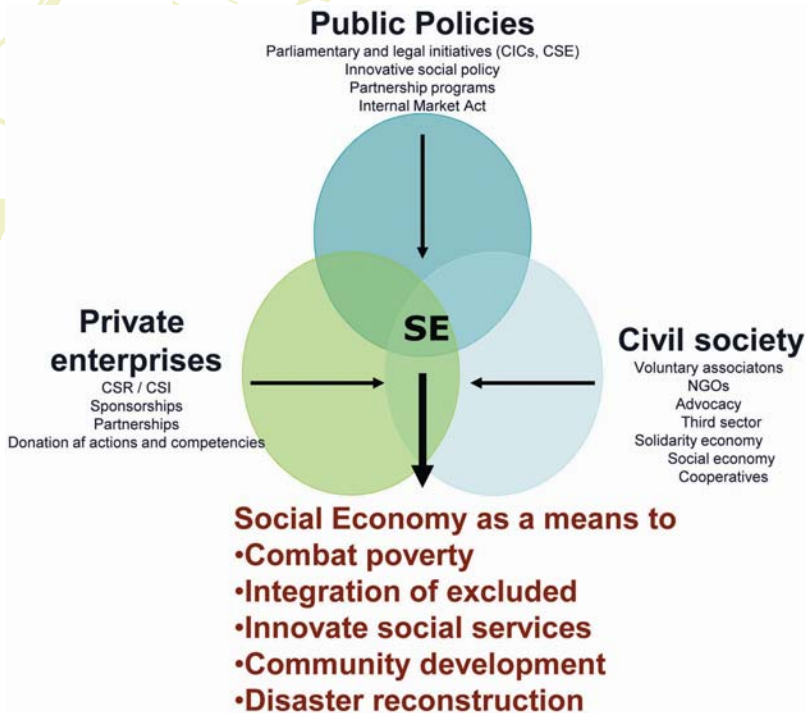 Public Policies
Parliamentary and legal initiatives (CICs, CSE)
Innovative social policy
Partnership programs
Internal Market Act
SE
Private
enterprises
CSR / CSI
Sponsorships
Partnerships
Donation af actions and competencies
Civil society
Voluntary associatons
NGOs
Advocacy
Third sector
Solidarity economy
Social economy
Cooperatives
Social Economy as a means to
•Combat poverty
•Integration of excluded
•Innovate social services
•Community development
•Disaster reconstruction